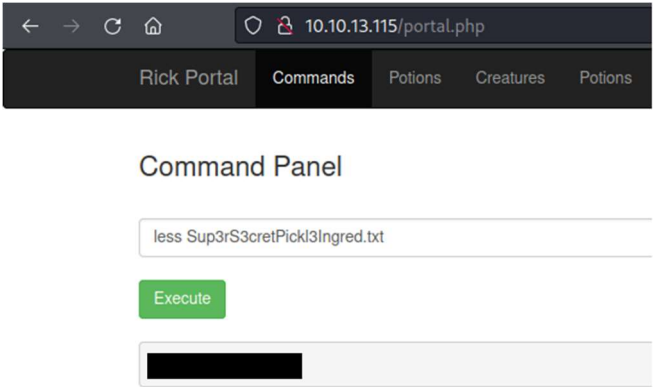 10.10.13.115/portal.php
Rick Portal Commands Potions Creatures Potions
Command Panel
less Sup3rS3cretPickl3Ingred.txt
Execute